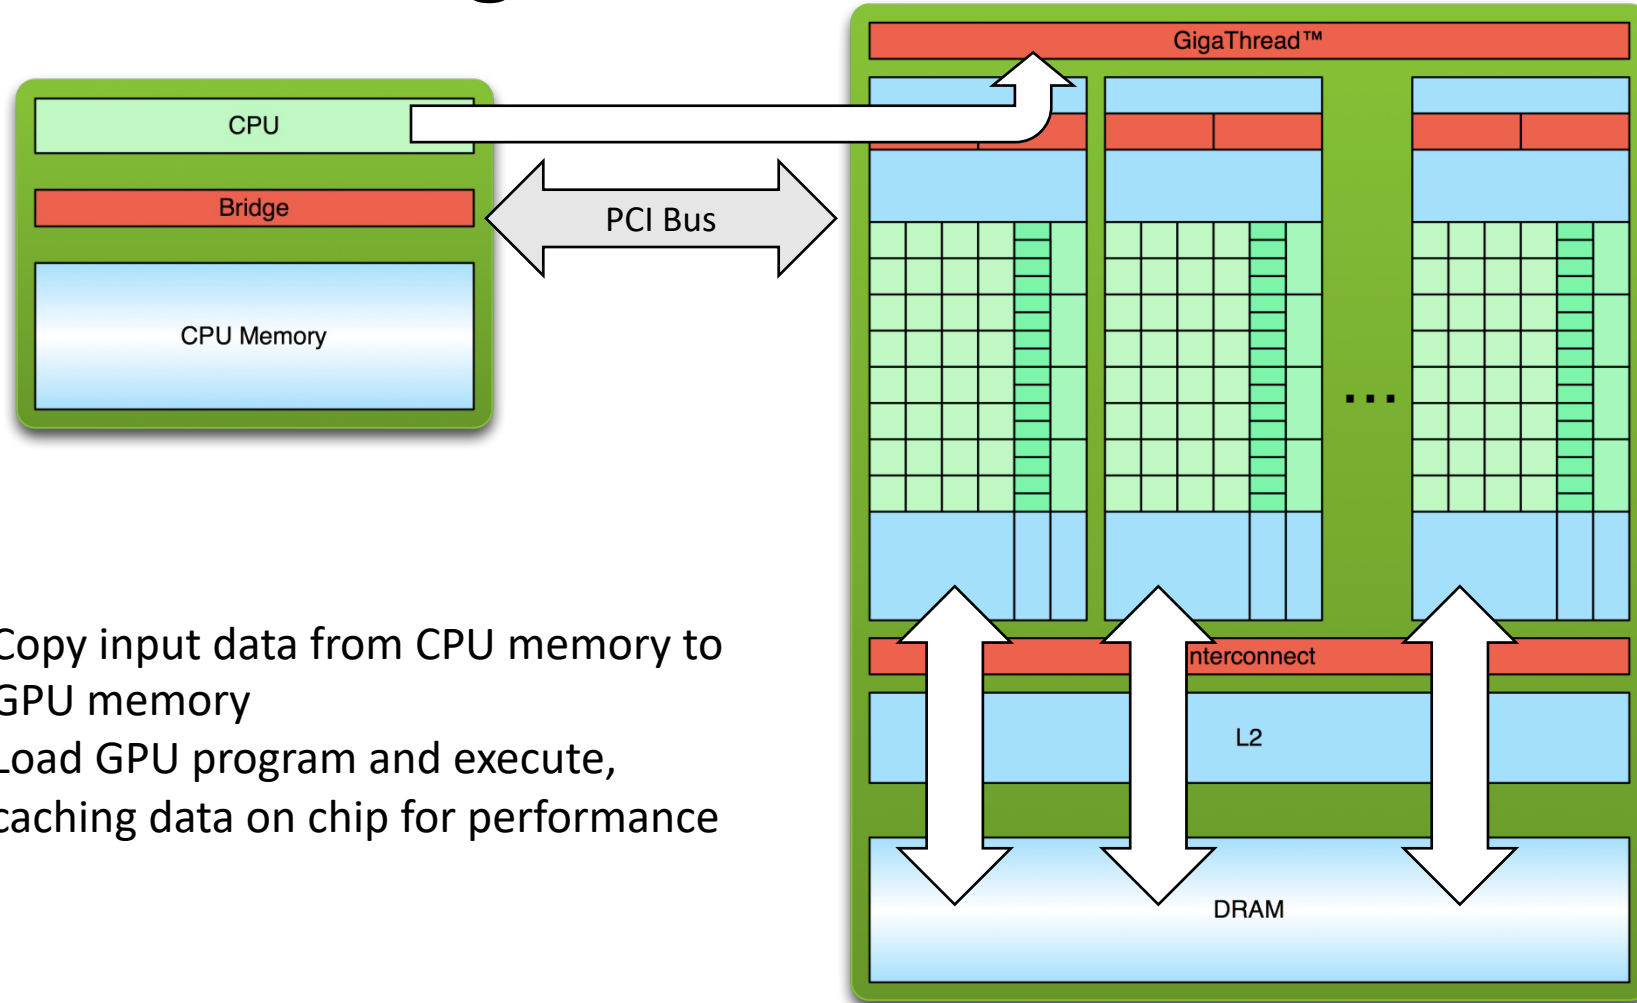 GigaThread™
CPU
Bridge
PCI Bus
CPU Memory
...
Copy input data from CPU memory to
GPU memory
Load GPU program and execute,
caching data on chip for performance
nterconnect
L2
DRAM